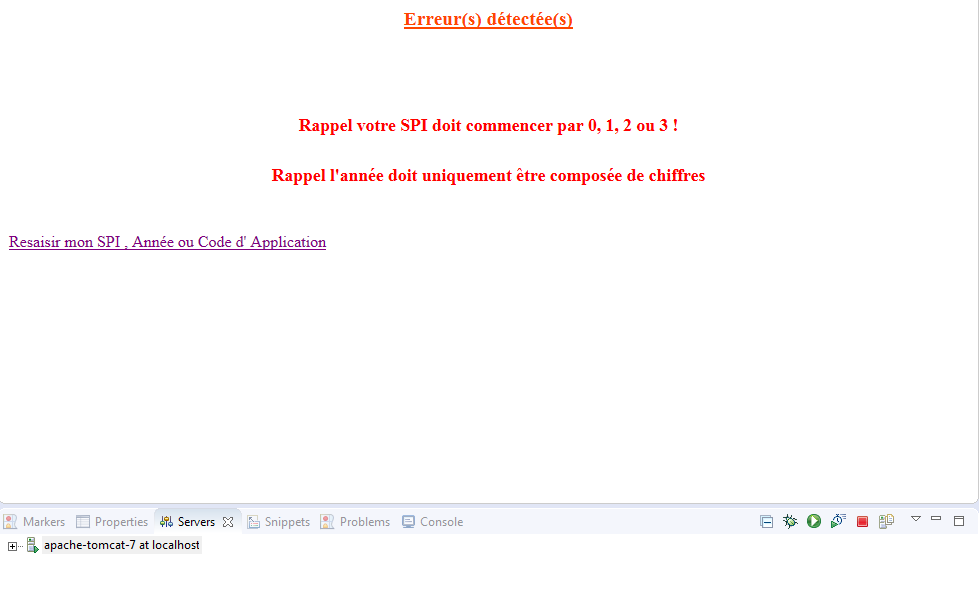 Erreur(s) détectée(s)
Rappel votre SPI doit commencer par 0, 1, 2 ou 3 !
Rappel l'année doit uniquement être composée de chiffres
Resaisir mon SPI , Année ou Code d' Application
Markers Properties Servers Snippets Problems Console
apache-tomcat-7 at localhost